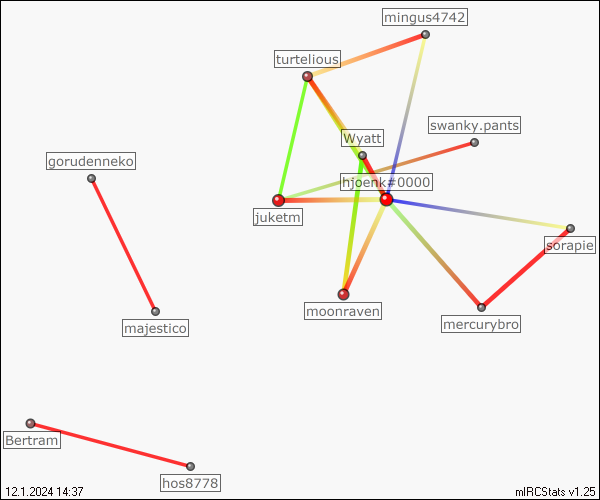 mingus4742
turtelious
swanky.pants
Wyatt
gorudenneko
hjoenk#0000
juketm
sorapie
moonraven
mercurybro
majestico
Bertram
hos8778
12.1.2024 14:37
mIRCStats v1.25